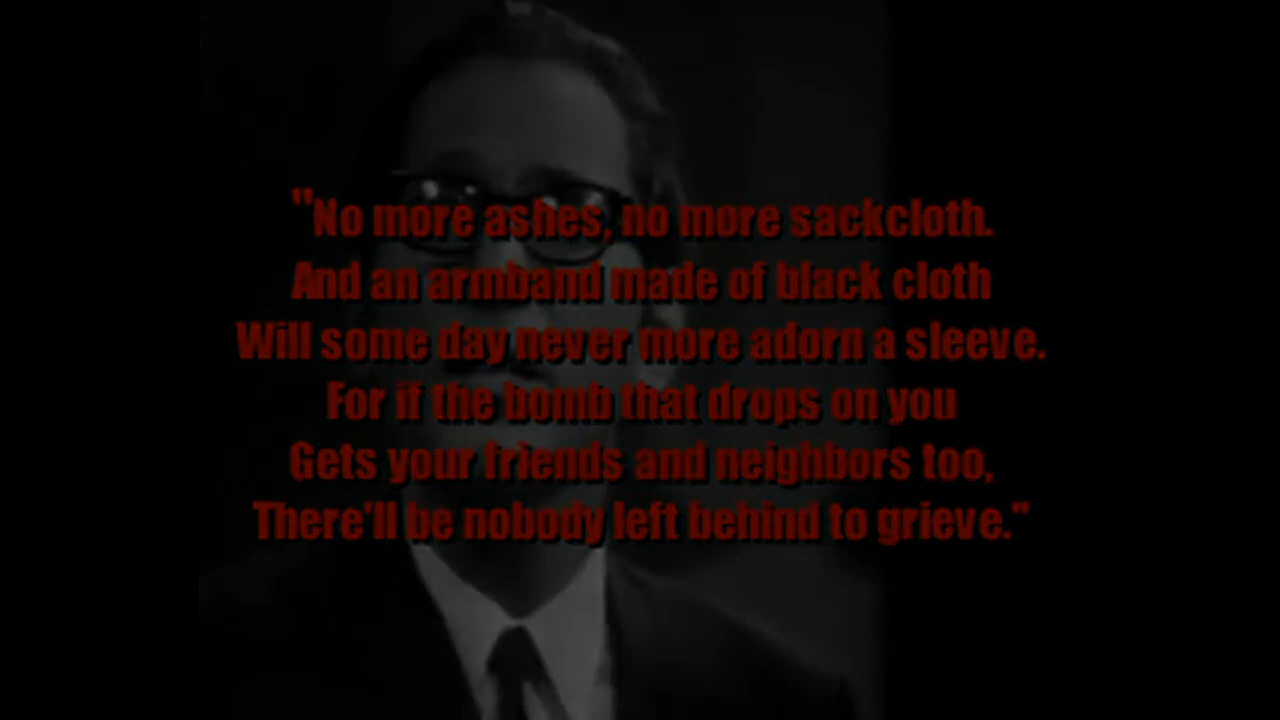 "No more ashes, no more sackcloth.
And an armband made of black cloth
Will some day never more adorn a sleeve.
For if the bomb that drops on you
Gets your friends and neighbors too,
There'll be nobody left behind to grieve."